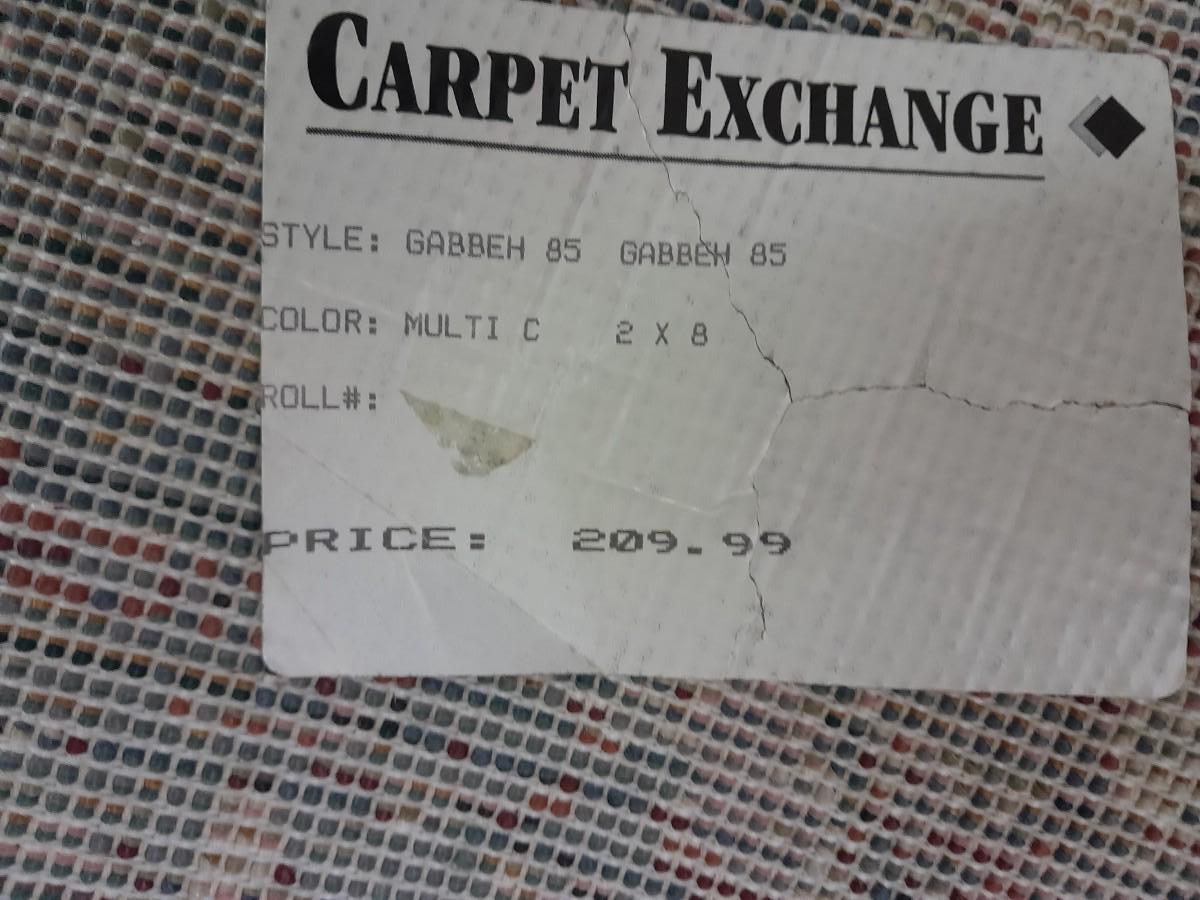 CARPET EXCHANGE
STYLE: GABBEH 85 GABBEH 85
COLOR: MULTI C 2 X 8
ROLL#:
PRICE: 209.99